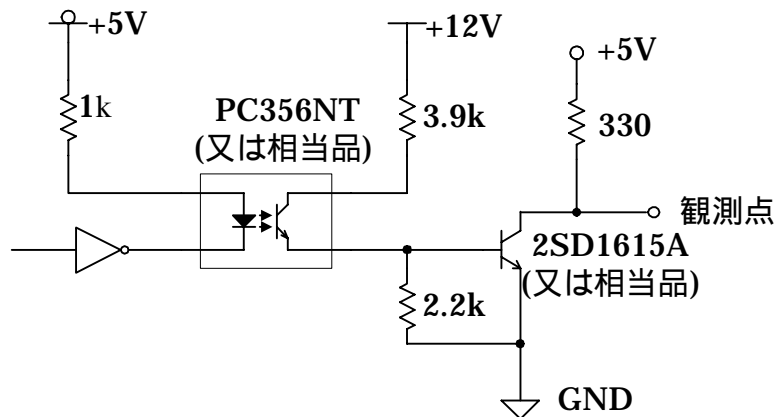 +5V
+12V
+5V
1k
PC356NT
(又は相当品)
3.9k
330
観測点
2SD1615A
(又は相当品)
2.2k
GND